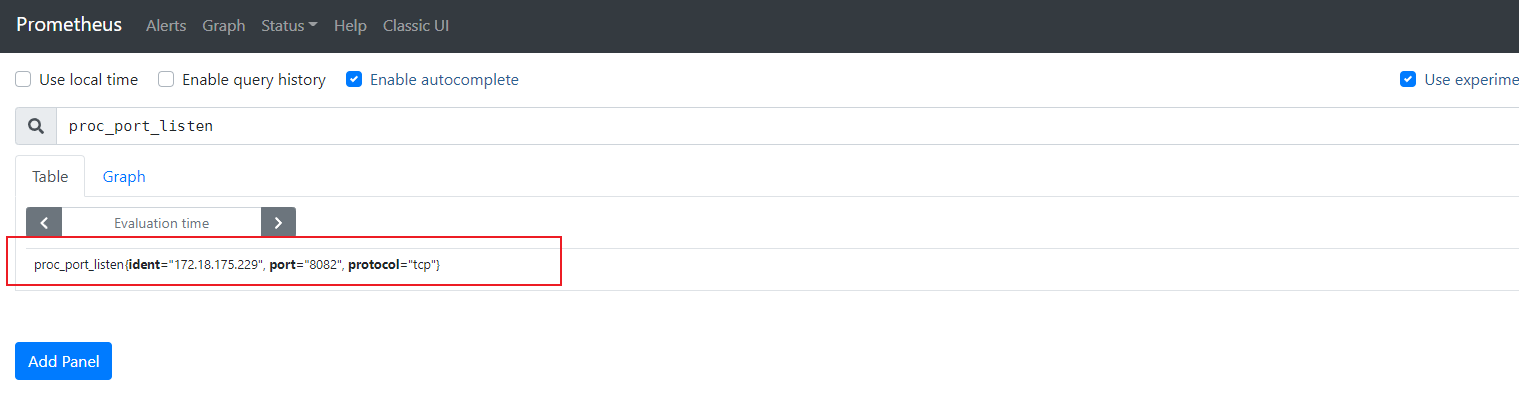 Prometheus Alerts Graph Status Help Classic UI
Use local time Enable query history Enable autocomplete Use experime
proc_port_listen
Table Graph
Evaluation time
proc_port_listen{ident="172.18.175.229", port="8082", protocol="tcp"}
Add Panel